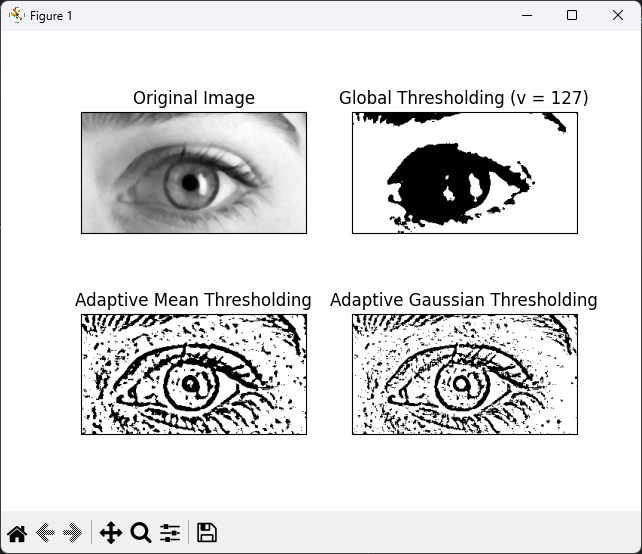 Figure 1
Original Image
Global Thresholding (v = 127)
Adaptive Mean Thresholding
Adaptive Gaussian Thresholding